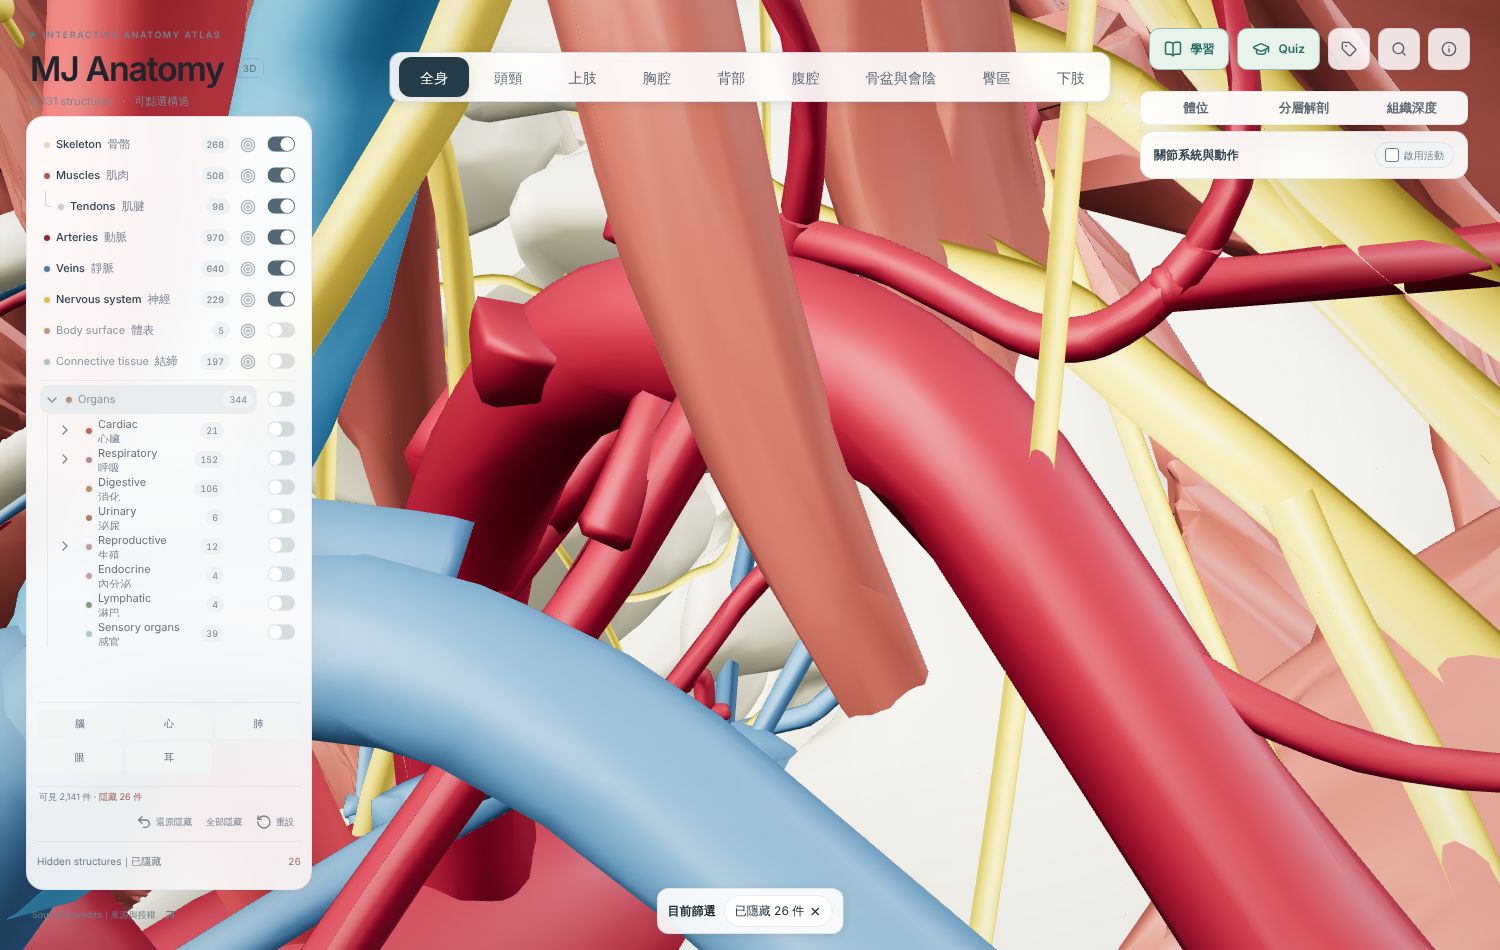 INTERACTIVE ANATOMY ATLAS
MJ Anatomy 3D
structures · 可點選構造
Skeleton 骨骼 268
Muscles 肌肉 508
Tendons 肌腱 98
Arteries 動脈 970
Veins 靜脈 640
Nervous system 神經 229
Body surface 體表 5
Connective tissue 結締 197
Organs 344
Cardiac 21
心臟
Respiratory 152
呼吸
Digestive 106
消化
Urinary 6
泌尿
Reproductive 12
生殖
Endocrine 4
內分泌
Lymphatic 4
淋巴
Sensory organs 39
感官
腦 心 肺
眼 耳
可見 2,141 件 · 隱藏 26 件
還原隱藏 全部隱藏 重設
Hidden structures | 已隱藏 26
credits | 來源與授權
全身 頭頸 上肢 胸腔 背部 腹腔 骨盆與會陰 臀區 下肢
學習 Quiz
體位 分層解剖 組織深度
關節系統與動作 啟用活動
目前篩選 已隱藏 26 件 ×